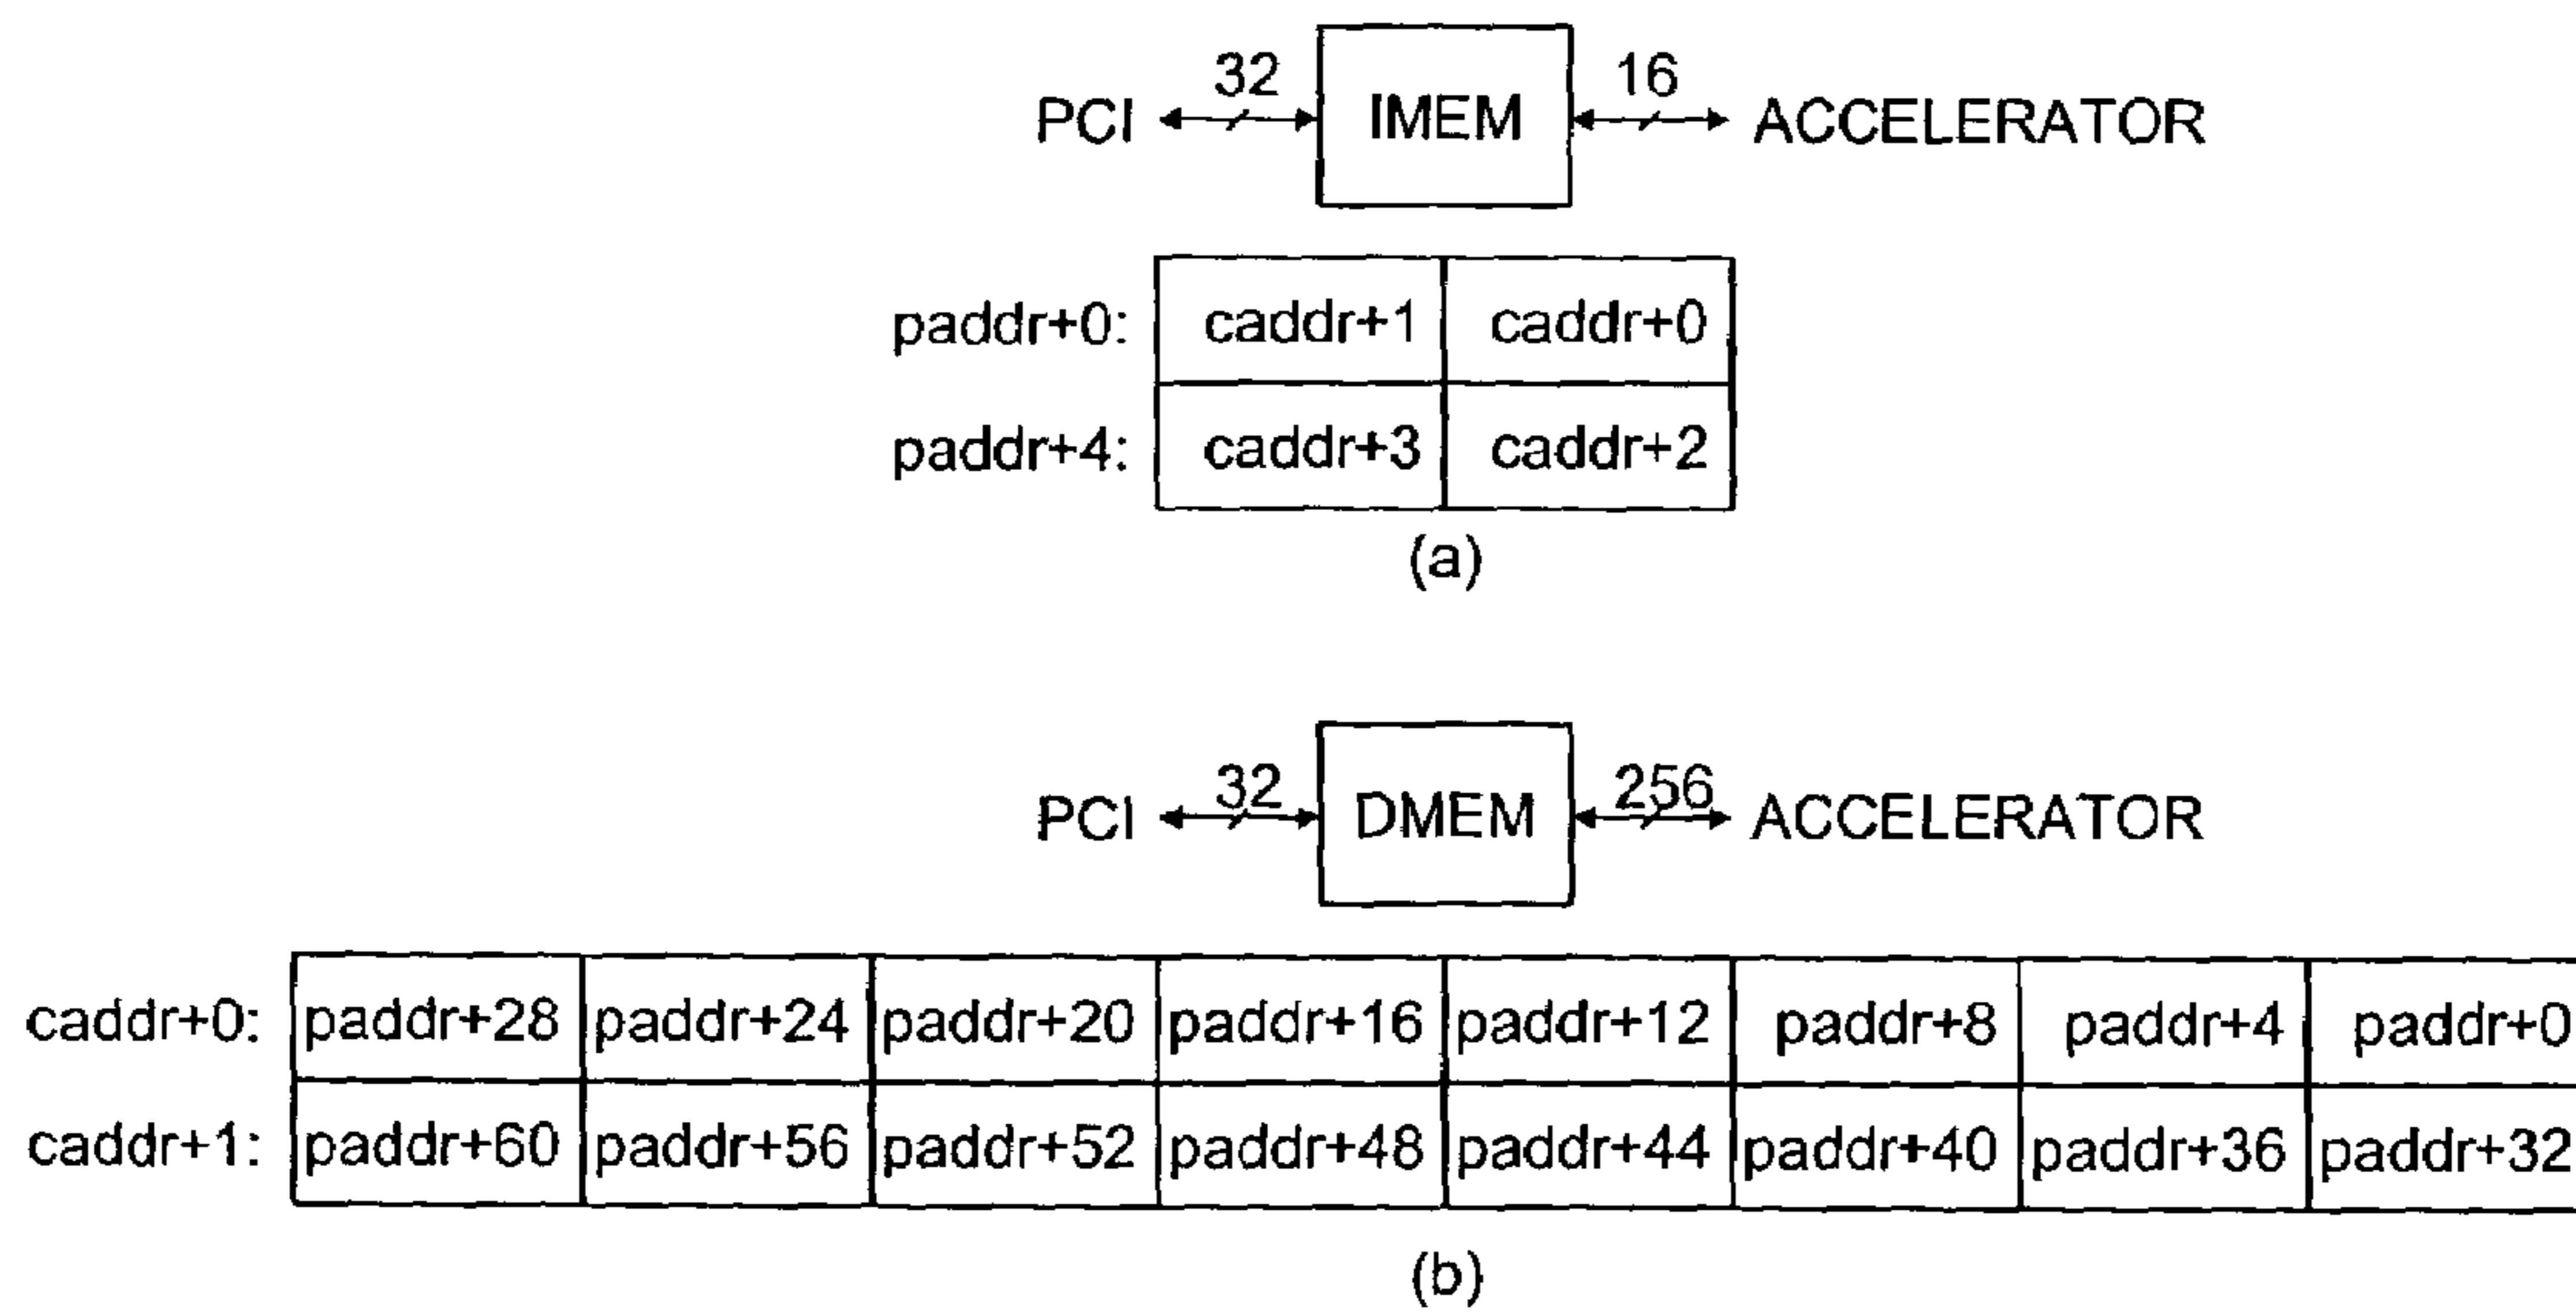 32 16
PCI IMEM ACCELERATOR
paddr+0: caddr+1 caddr+0
paddr+4: caddr+3 caddr+2
(a)
32 256
PCI DMEM ACCELERATOR
caddr+0: paddr+28 paddr+24 paddr+20 paddr+16 paddr+12 paddr+8 paddr+4 paddr+0
caddr+1: paddr+60 paddr+56 paddr+52 paddr+48 paddr+44 paddr+40 paddr+36 paddr+32
(b)